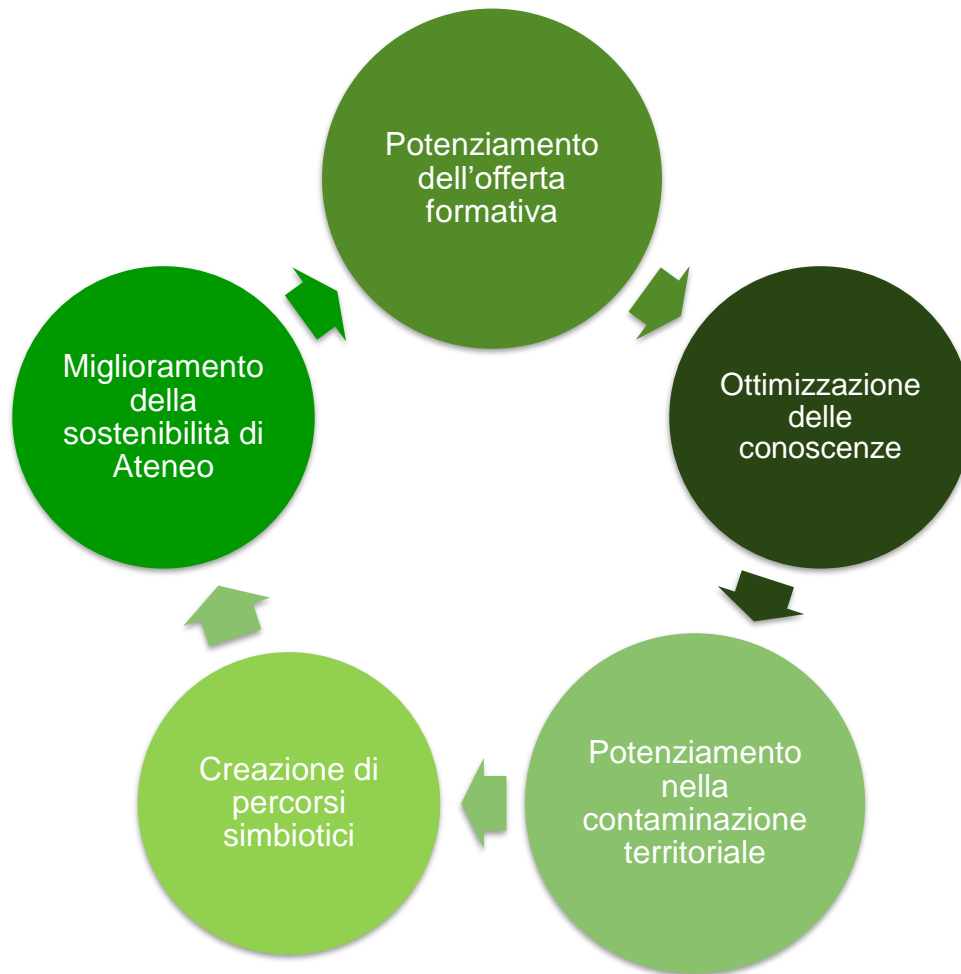 Potenziamento
dell’offerta
formativa
Ottimizzazione
delle
conoscenze
Potenziamento
nella
contaminazione
territoriale
Creazione di
percorsi
simbiotici
Miglioramento
della
sostenibilità di
Ateneo